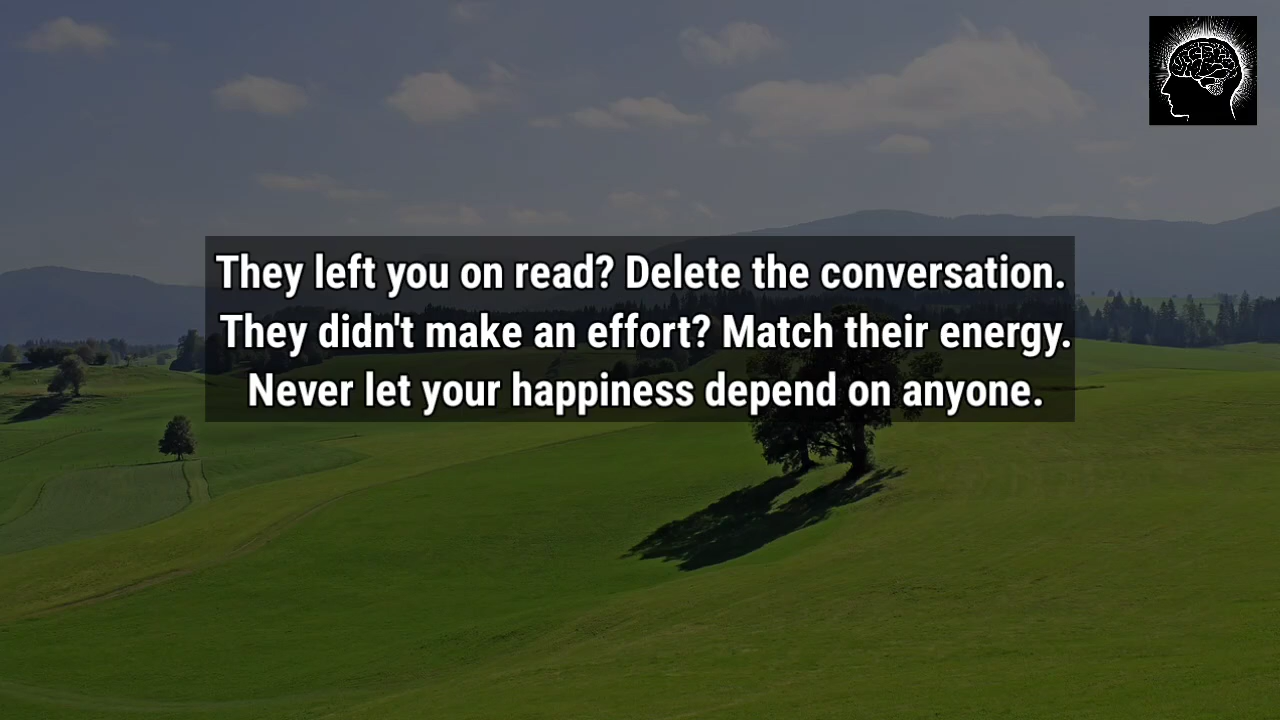 They left you on read? Delete the conversation.
They didn't make an effort? Match their energy.
Never let your happiness depend on anyone.